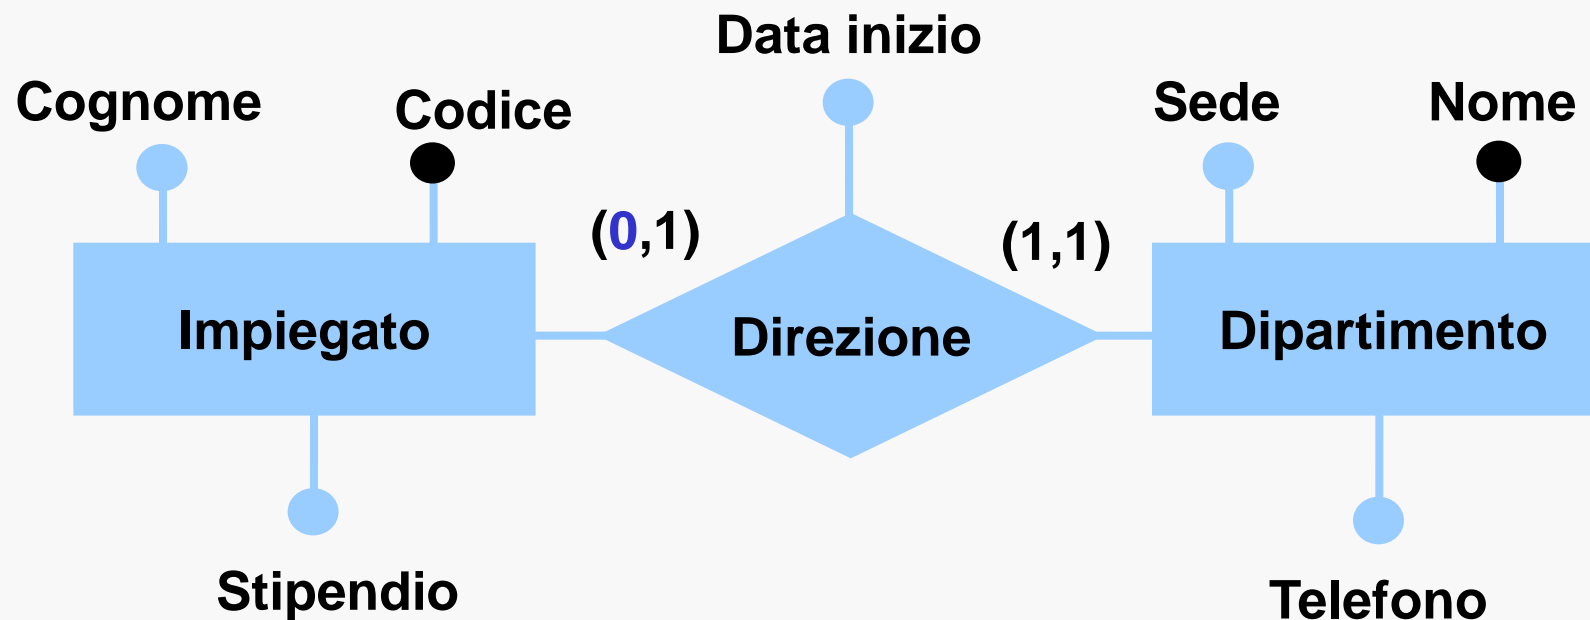 Data inizio
Cognome
Codice
Sede
Nome
(0,1)
(1,1)
Impiegato
Direzione
Dipartimento
Stipendio
Telefono